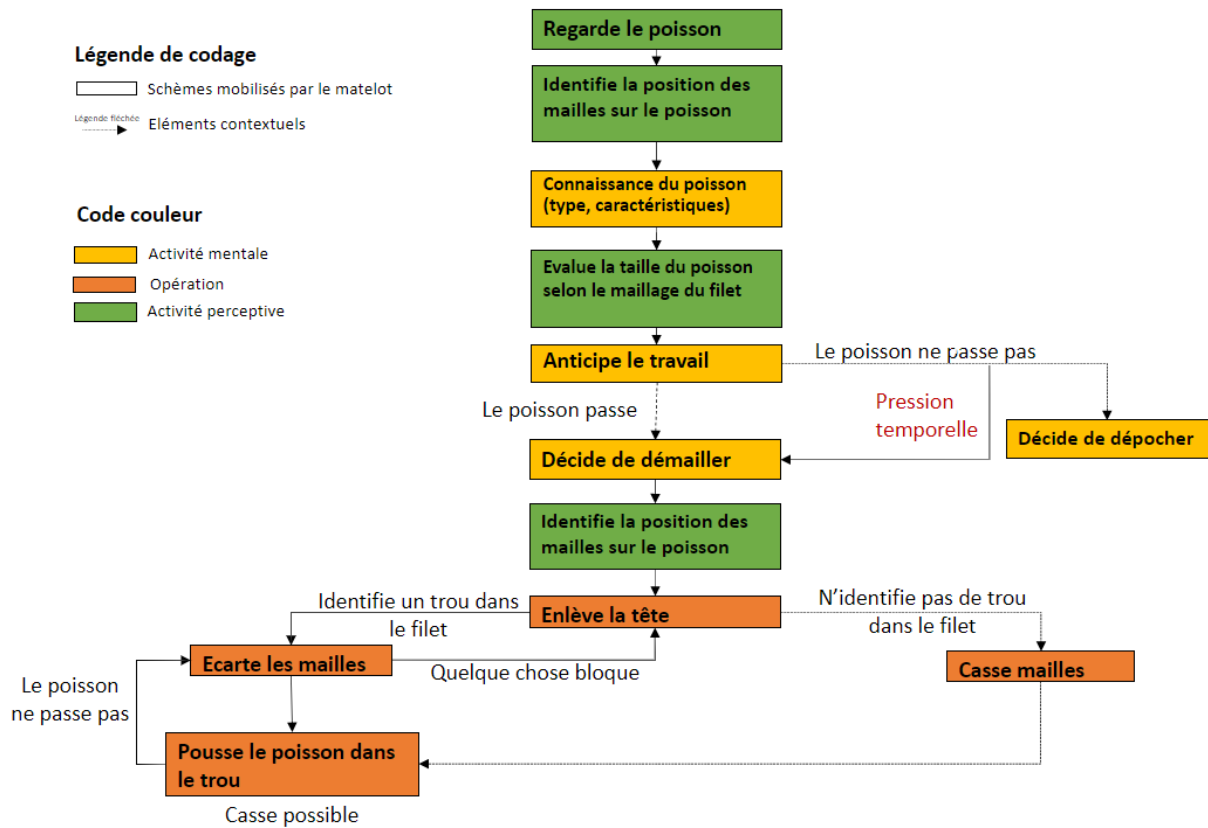 Regarde le poisson
Légende de codage
Schèmes mobilisés par le matelot
Légende fléchée
Eléments contextuels
Identifie la position des
mailles sur le poisson
Connaissance du poisson
(type, caractéristiques)
Code couleur
Activité mentale
Opération
Activité perceptive
Evalue la taille du poisson
selon le maillage du filet
Anticipe le travail
Le poisson ne passe pas
Le poisson passe
Pression
temporelle
Décide de dépocher
Décide de démailler
Identifie la position des
mailles sur le poisson
Enlève la tête
Identifie un trou dans
le filet
N’identifie pas de trou
dans le filet
Ecarte les mailles
Quelque chose bloque
Casse mailles
Le poisson
ne passe pas
Pousse le poisson dans
le trou
Casse possible